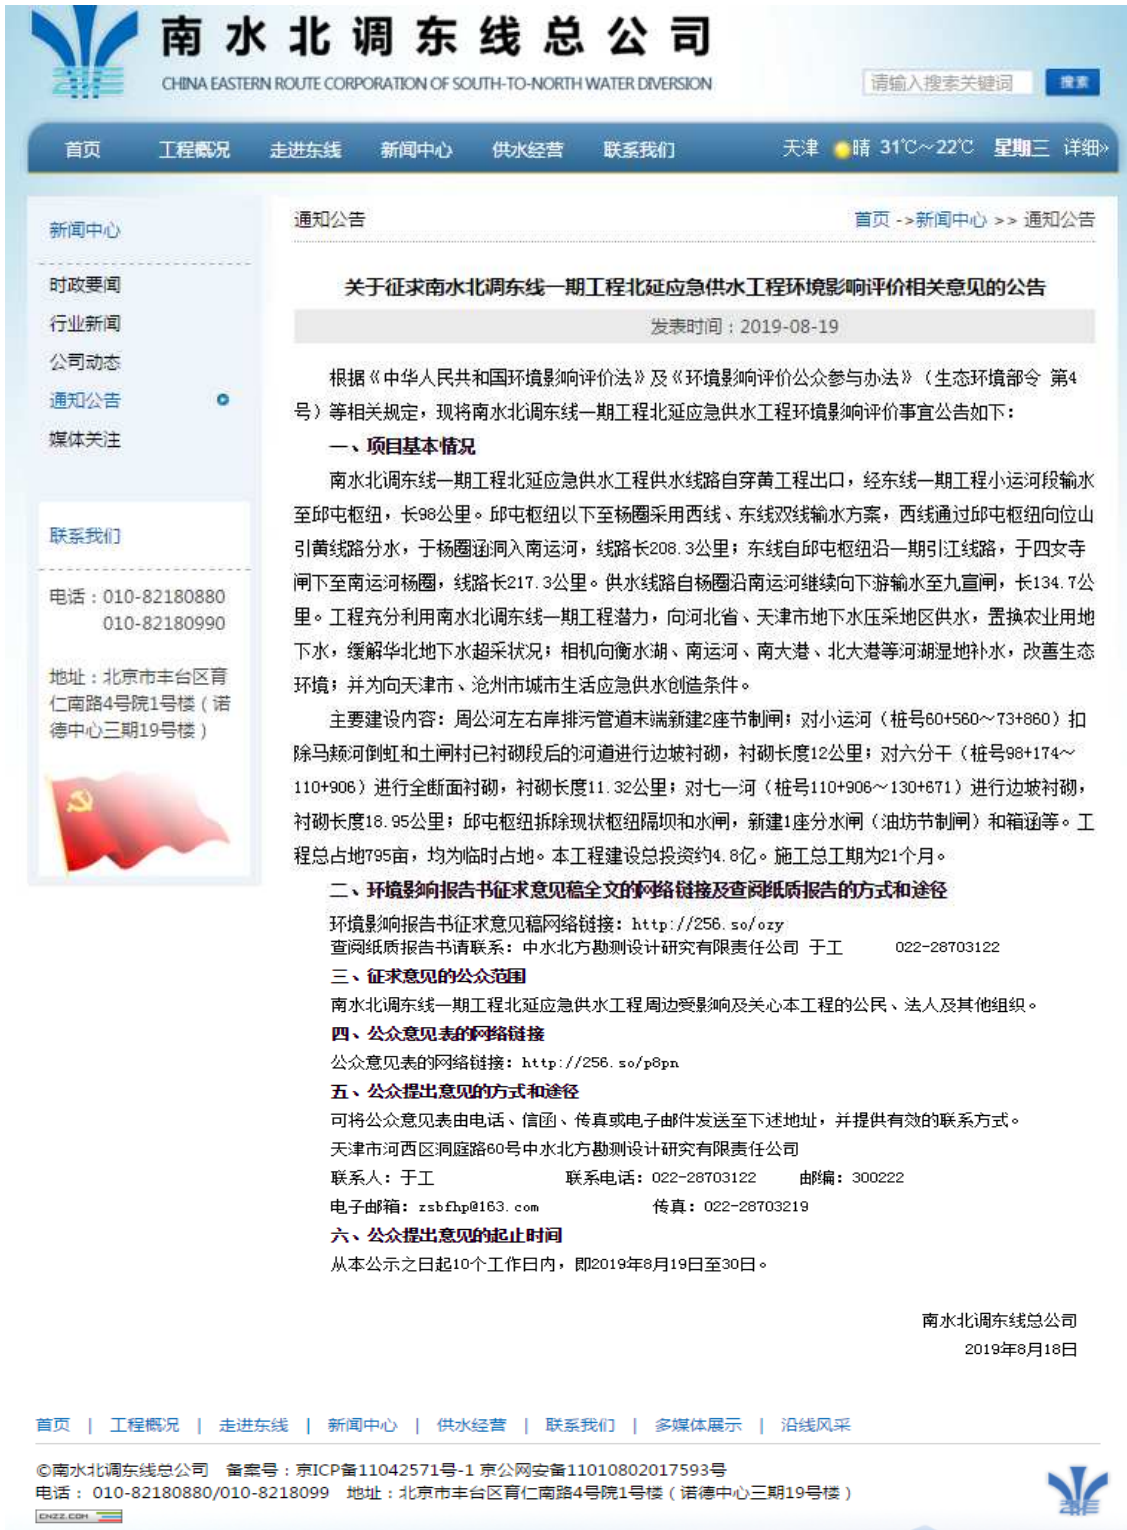 南水北调东线总公司
CHINA EASTERN ROUTE CORPORATION OF SOUTH-TO-NORTH WATER DIVERSION
请输入搜索关键词 搜索
首页 工程概况 走进东线 新闻中心 供水经营 联系我们 天津 晴 31℃～22℃ 星期三 详细»
新闻中心
时政要闻
行业新闻
公司动态
通知公告
媒体关注
联系我们
电话：010-82180880
010-82180990
地址：北京市丰台区育
仁南路4号院1号楼（诺
德中心三期19号楼）
通知公告 首页 ->新闻中心 >> 通知公告
关于征求南水北调东线一期工程北延应急供水工程环境影响评价相关意见的公告
发表时间：2019-08-19
根据《中华人民共和国环境影响评价法》及《环境影响评价公众参与办法》（生态环境部令 第4
号）等相关规定，现将南水北调东线一期工程北延应急供水工程环境影响评价事宜公告如下：
一、项目基本情况
南水北调东线一期工程北延应急供水工程供水线路自穿黄工程出口，经东线一期工程小运河段输水
至邱屯枢纽，长98公里。邱屯枢纽以下至杨圈采用西线、东线双线输水方案，西线通过邱屯枢纽向位山
引黄线路分水，于杨圈涵洞入南运河，线路长208.3公里；东线自邱屯枢纽沿一期引江线路，于四女寺
闸下至南运河杨圈，线路长217.3公里。供水线路自杨圈沿南运河继续向下游输水至九宣闸，长134.7公
里。工程充分利用南水北调东线一期工程潜力，向河北省、天津市地下水压采地区供水，置换农业用地
下水，缓解华北地下水超采状况；相机向衡水湖、南运河、南大港、北大港等河湖湿地补水，改善生态
环境；并为向天津市、沧州市城市生活应急供水创造条件。
主要建设内容：周公河左右岸排污管道末端新建2座节制闸；对小运河（桩号60+560～73+860）扣
除马颊河倒虹和土闸村已衬砌段后的河道进行边坡衬砌，衬砌长度12公里；对六分干（桩号98+174～
110+906）进行全断面衬砌，衬砌长度11.32公里；对七一河（桩号110+906～130+671）进行边坡衬砌，
衬砌长度18.95公里；邱屯枢纽拆除现状枢纽隔坝和水闸，新建1座分水闸（油坊节制闸）和箱涵等。工
程总占地795亩，均为临时占地。本工程建设总投资约4.8亿。施工总工期为21个月。
二、环境影响报告书征求意见稿全文的网络链接及查阅纸质报告的方式和途径
环境影响报告书征求意见稿网络链接：http://256.so/ozy
查阅纸质报告书请联系：中水北方勘测设计研究有限责任公司 于工 022-28703122
三、征求意见的公众范围
南水北调东线一期工程北延应急供水工程周边受影响及关心本工程的公民、法人及其他组织。
四、公众意见表的网络链接
公众意见表的网络链接：http://256.so/p8pn
五、公众提出意见的方式和途径
可将公众意见表由电话、信函、传真或电子邮件发送至下述地址，并提供有效的联系方式。
天津市河西区洞庭路60号中水北方勘测设计研究有限责任公司
联系人：于工 联系电话：022-28703122 邮编：300222
电子邮箱：zsbfhp@163.com 传真：022-28703219
六、公众提出意见的起止时间
从本公示之日起10个工作日内，即2019年8月19日至30日。
南水北调东线总公司
2019年8月18日
首页 | 工程概况 | 走进东线 | 新闻中心 | 供水经营 | 联系我们 | 多媒体展示 | 沿线风采
©南水北调东线总公司 备案号：京ICP备11042571号-1 京公网安备11010802017593号
电话： 010-82180880/010-8218099 地址：北京市丰台区育仁南路4号院1号楼（诺德中心三期19号楼）
CNZZ.COM